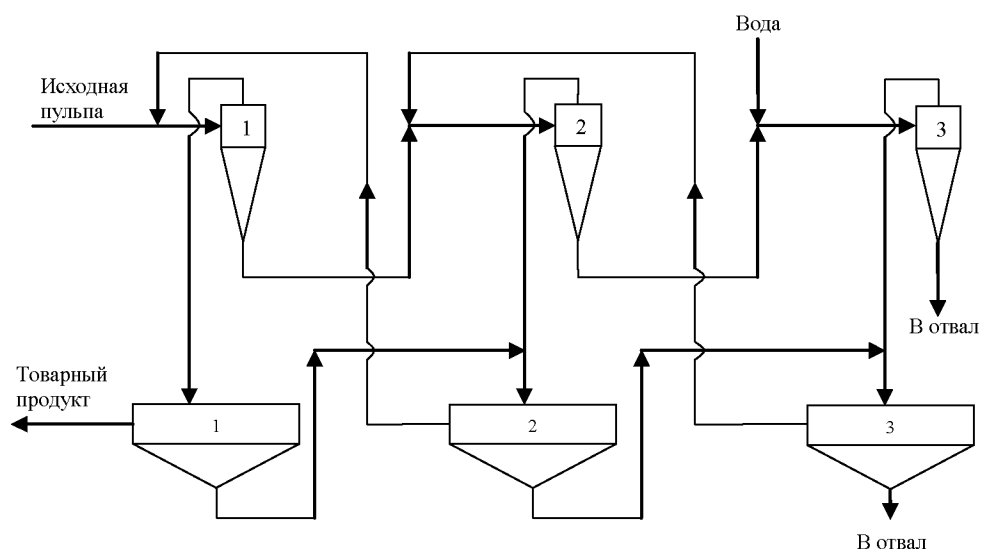 Вода
Исходная
пульпа
1
2
3
В отвал
Товарный
продукт
1
2
3
В отвал